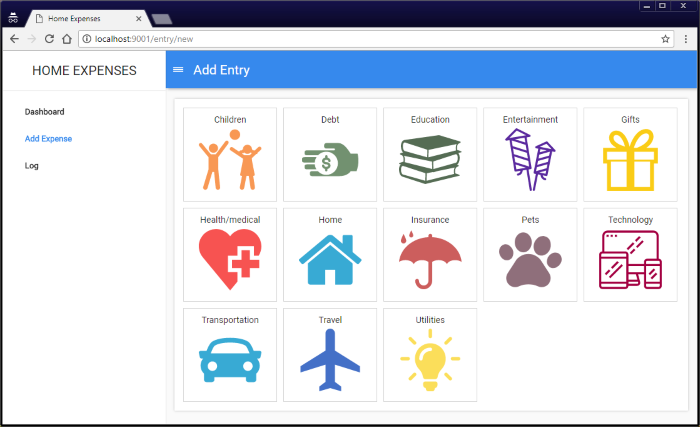 Home Expenses
localhost:9001/entry/new
HOME EXPENSES
Add Entry
Dashboard
Add Expense
Log
Children
Debt
Education
Entertainment
Gifts
Health/medical
Home
Insurance
Pets
Technology
Transportation
Travel
Utilities
$